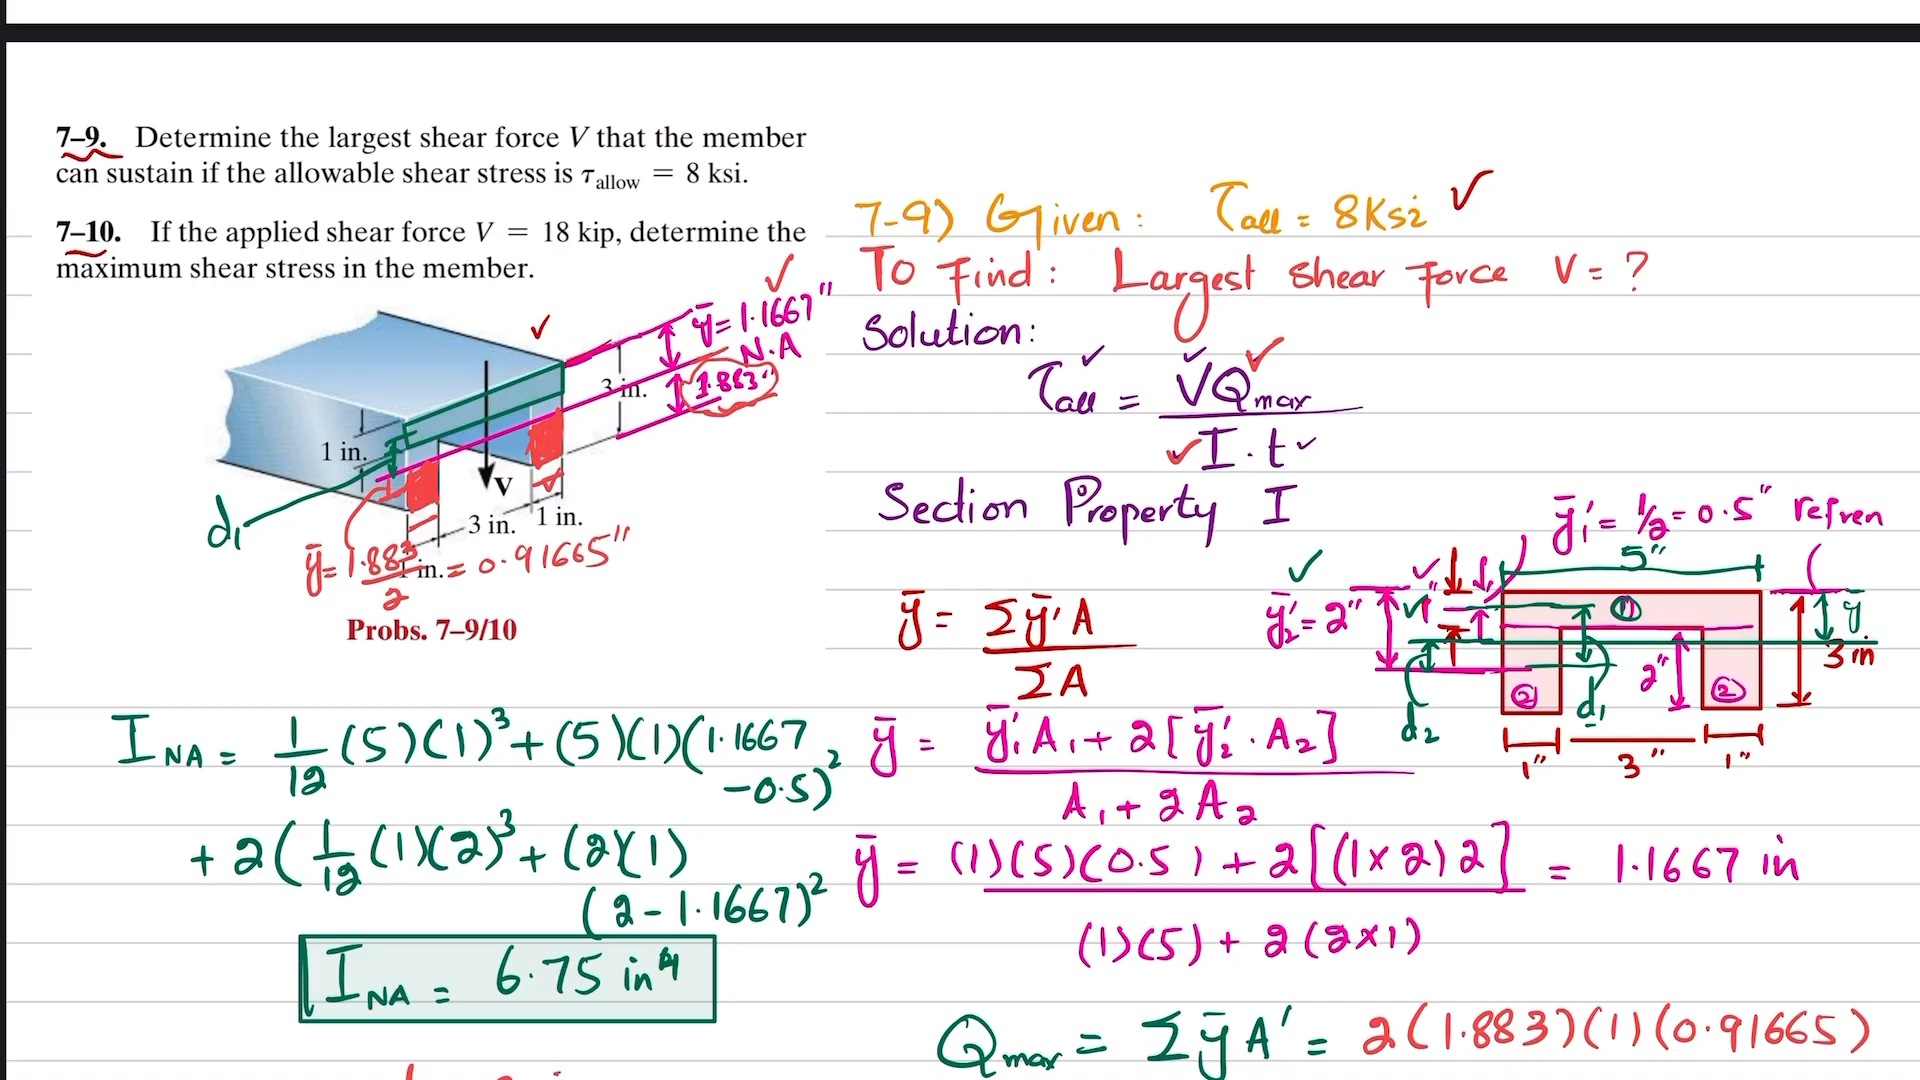 7–9. Determine the largest shear force V that the member
can sustain if the allowable shear stress is τallow = 8 ksi.
7–10. If the applied shear force V = 18 kip, determine the
maximum shear stress in the member.
ȳ = 1.1667"
N.A
1.883"
3 in.
1 in.
V
3 in.
1 in.
d₁
ȳ = 1.883/2 = 0.91665"
in.
Probs. 7–9/10
7-9) Given: τall = 8Ksi ✓
To Find: Largest Shear Force V = ?
Solution:
τall = VQmax / I.t
Section Property I
ȳ₁' = 1/2 = 0.5" refren
5"
ȳ = Σȳ'A / ΣA
ȳ₂' = 2"
1"
①
ȳ
3 in
2"
② ②
d₂ d₁
1" 3" 1"
ȳ = ȳ₁'A₁ + 2[ȳ₂'.A₂] / A₁ + 2A₂
ȳ = (1)(5)(0.5) + 2[(1×2)2] / (1)(5) + 2(2×1) = 1.1667 in
INA = 1/12 (5)(1)³ + (5)(1)(1.1667
-0.5)²
+ 2(1/12 (1)(2)³ + (2)(1)
(2-1.1667)²
INA = 6.75 in⁴
Qmax = ΣȳA' = 2(1.883)(1)(0.91665)